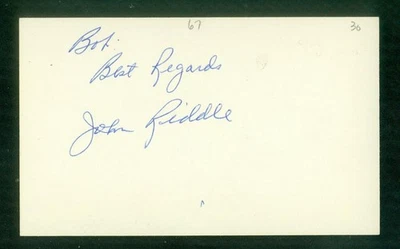 67 30
Bob:
Best Regards
John Riddle